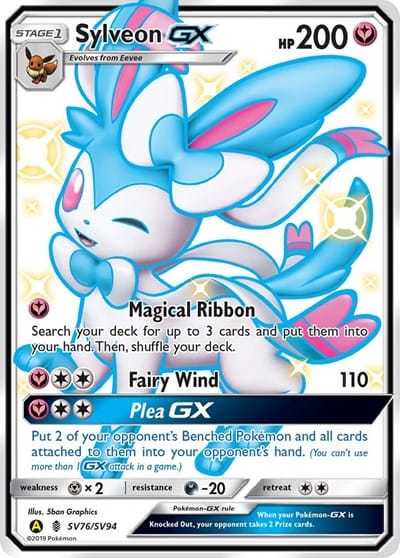 STAGE1 Sylveon GX HP200
Evolves from Eevee
Magical Ribbon
Search your deck for up to 3 cards and put them into
your hand. Then, shuffle your deck.
Fairy Wind 110
Plea GX
Put 2 of your opponent's Benched Pokémon and all cards
attached to them into your opponent's hand. (You can't use
more than 1 GX attack in a game.)
weakness ×2 resistance -20 retreat
Illus. 5ban Graphics
Pokémon-GX rule
When your Pokémon-GX is
Knocked Out, your opponent takes 2 Prize cards.
A SV76/SV94
©2019 Pokémon